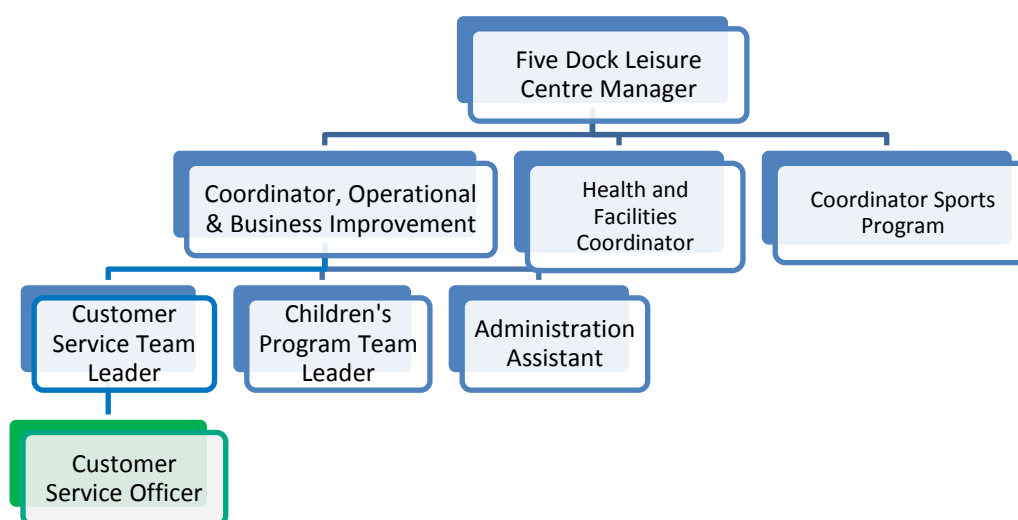 Five Dock Leisure
Centre Manager
Coordinator, Operational
& Business Improvement
Health and
Facilities
Coordinator
Coordinator Sports
Program
Customer
Service Team
Leader
Children's
Program Team
Leader
Administration
Assistant
Customer
Service Officer